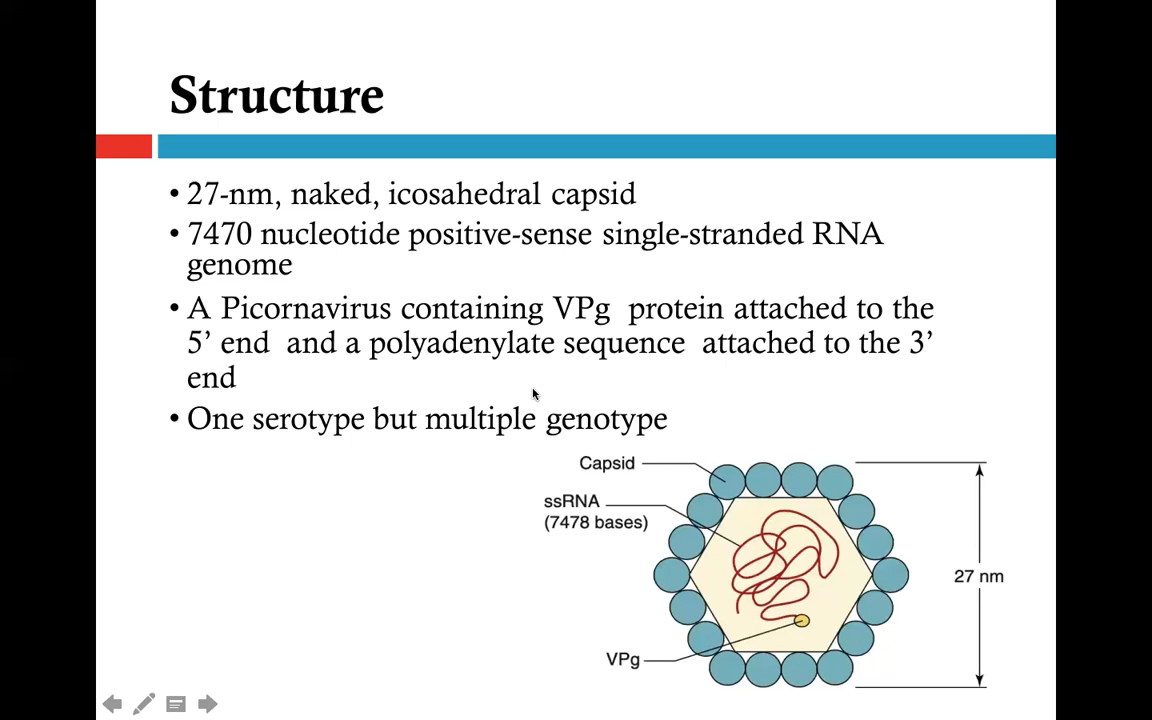 Structure
• 27-nm, naked, icosahedral capsid
• 7470 nucleotide positive-sense single-stranded RNA
genome
• A Picornavirus containing VPg protein attached to the
5’ end and a polyadenylate sequence attached to the 3’
end
• One serotype but multiple genotype
Capsid
ssRNA
(7478 bases)
27 nm
VPg